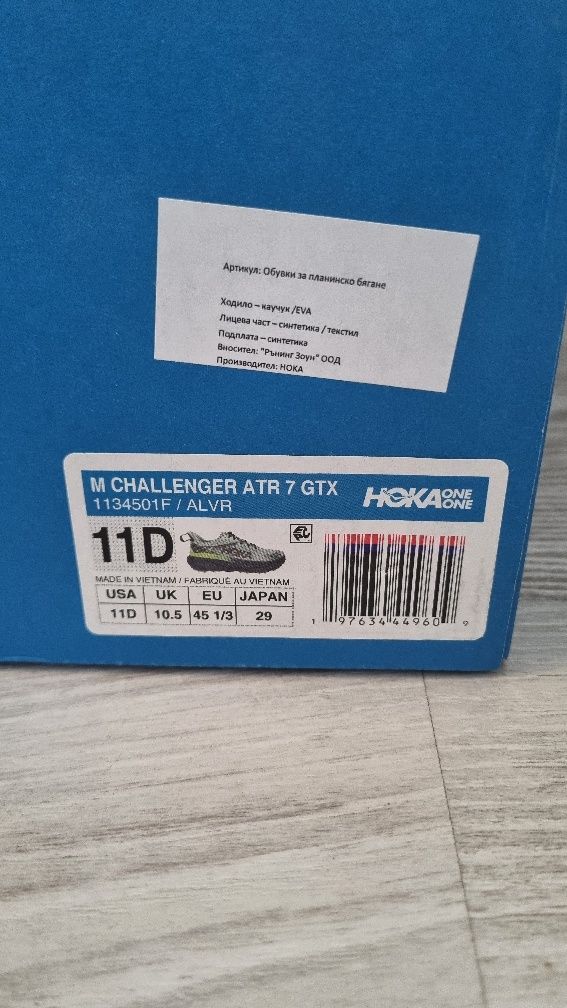 Артикул: Обувки за планинско бягане
Ходило – каучук /EVA
Лицева част – синтетика / текстил
Подплата – синтетика
Вносител: "Рънинг Зоун" ООД
Производител: HOKA
M CHALLENGER ATR 7 GTX
1134501F / ALVR
HOKA ONE ONE
11D
MADE IN VIETNAM / FABRIQUÉ AU VIETNAM
USA UK EU JAPAN
11D 10.5 45 1/3 29
1 97634 44960 9